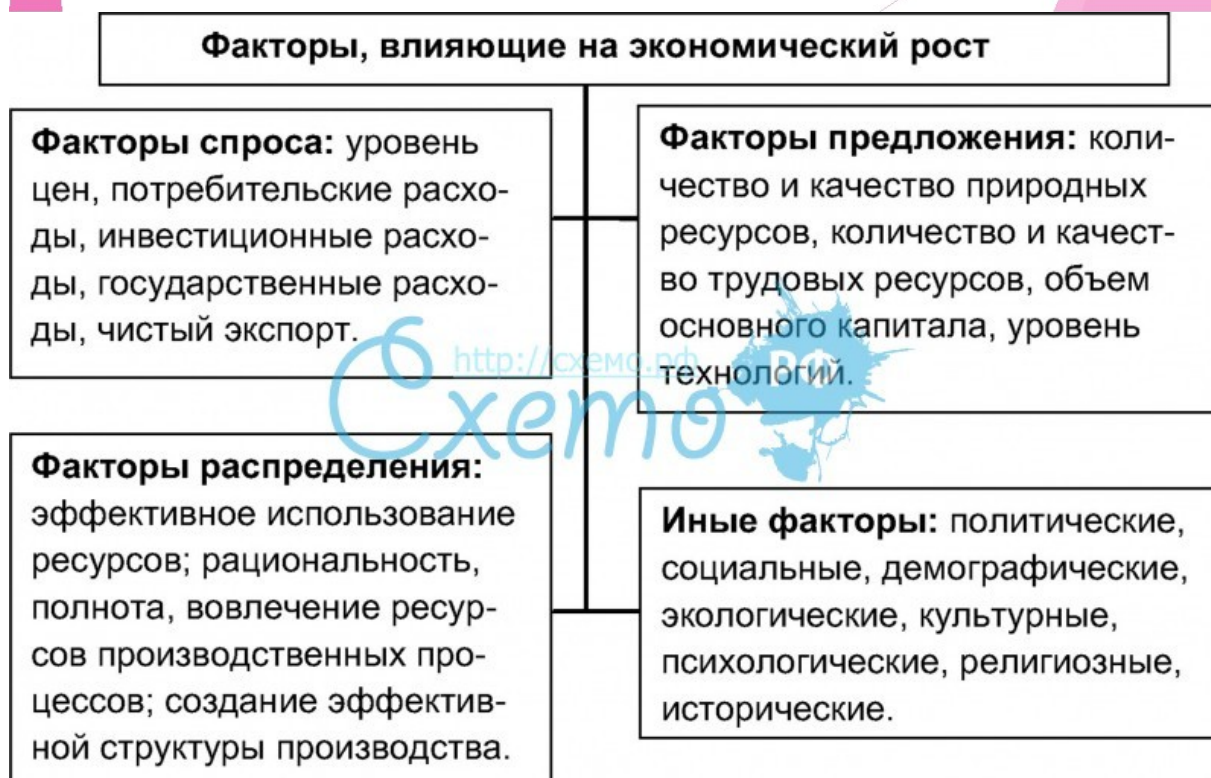 Факторы, влияющие на экономический рост
Факторы спроса: уровень
цен, потребительские расхо-
ды, инвестиционные расхо-
ды, государственные расхо-
ды, чистый экспорт.
Факторы предложения: коли-
чество и качество природных
ресурсов, количество и качест-
во трудовых ресурсов, объем
основного капитала, уровень
технологий.
http://схемо.рф
Схемо
РФ
Факторы распределения:
эффективное использование
ресурсов; рациональность,
полнота, вовлечение ресур-
сов производственных про-
цессов; создание эффектив-
ной структуры производства.
Иные факторы: политические,
социальные, демографические,
экологические, культурные,
психологические, религиозные,
исторические.